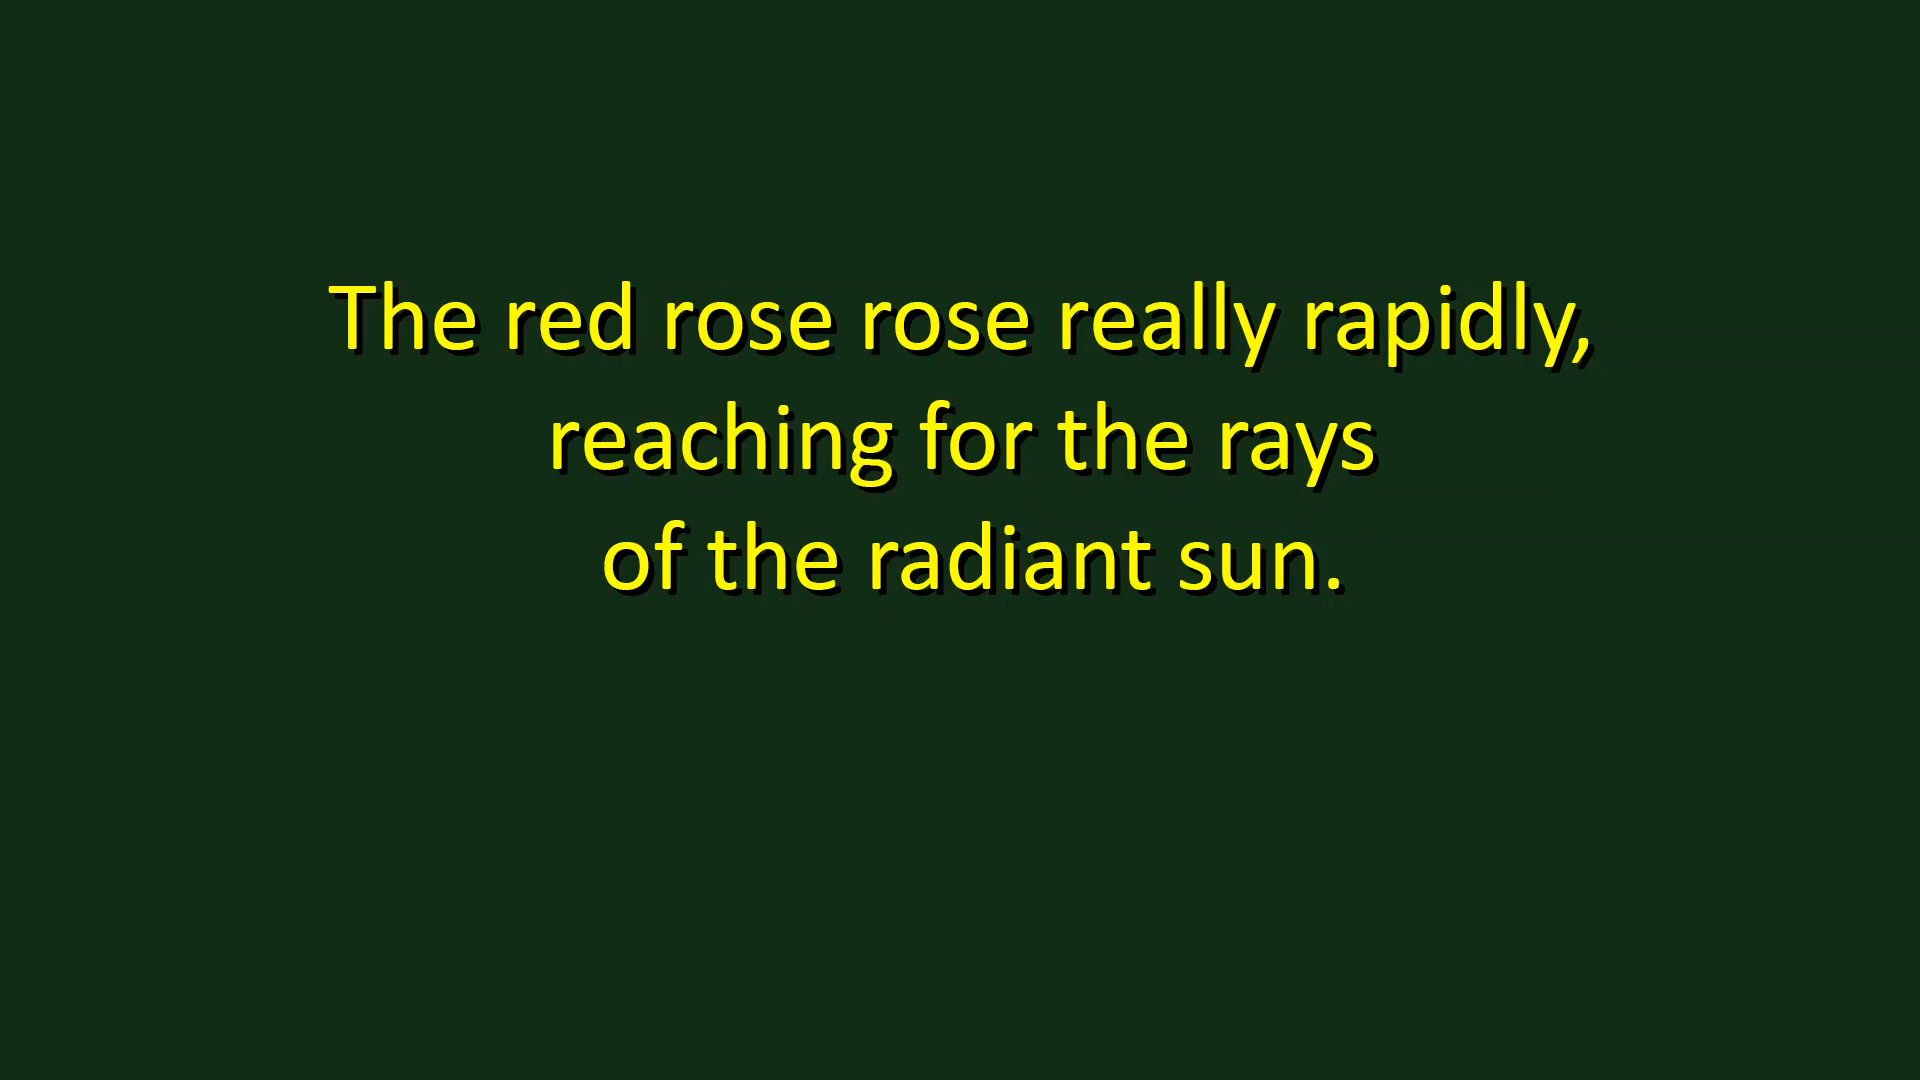 The red rose rose really rapidly,
reaching for the rays
of the radiant sun.